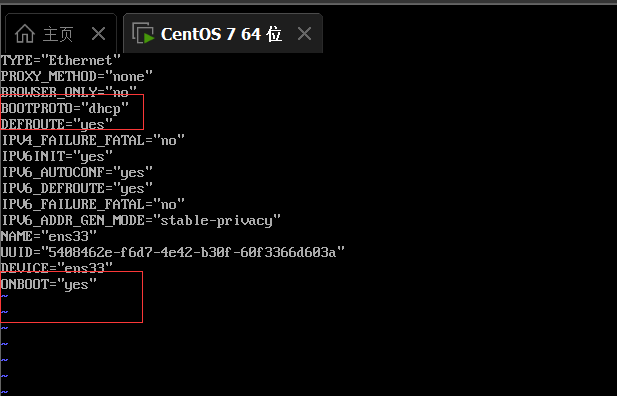 主页
CentOS 7 64 位
TYPE="Ethernet"
PROXY_METHOD="none"
BROWSER_ONLY="no"
BOOTPROTO="dhcp"
DEFROUTE="yes"
IPV4_FAILURE_FATAL="no"
IPV6INIT="yes"
IPV6_AUTOCONF="yes"
IPV6_DEFROUTE="yes"
IPV6_FAILURE_FATAL="no"
IPV6_ADDR_GEN_MODE="stable-privacy"
NAME="ens33"
UUID="5408462e-f6d7-4e42-b30f-60f3366d603a"
DEVICE="ens33"
ONBOOT="yes"
~
~
~
~
~
~
~